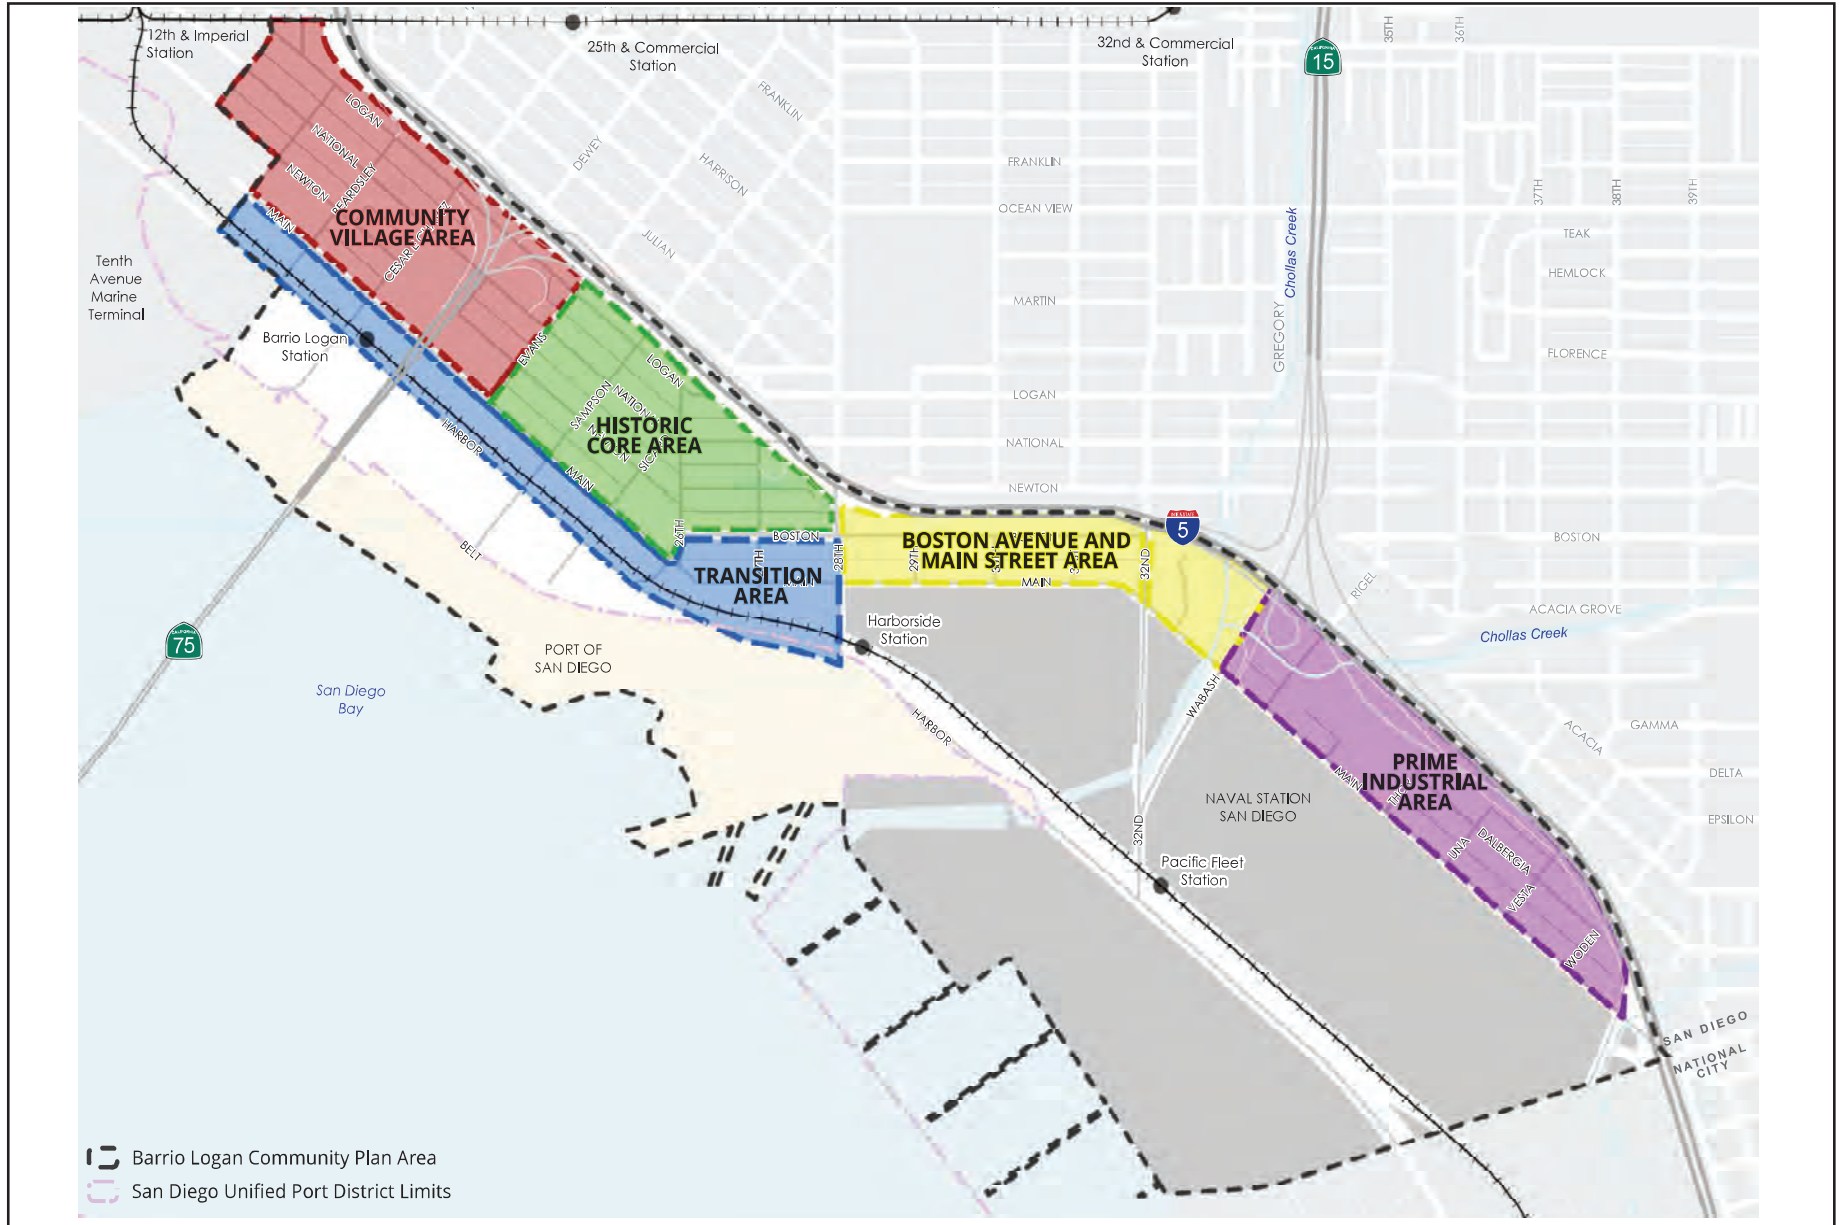 12th & Imperial
Station
25th & Commercial
Station
32nd & Commercial
Station
CALIFORNIA
15
35TH
36TH
LOGAN
NATIONAL
NEWTON
BEARDSLEY
MAIN
COMMUNITY
VILLAGE AREA
DEWEY
FRANKLIN
HARRISON
JULIAN
FRANKLIN
OCEAN VIEW
MARTIN
LOGAN
NATIONAL
NEWTON
Chollas Creek
GREGORY
37TH
38TH
39TH
TEAK
HEMLOCK
FLORENCE
BOSTON
ACACIA GROVE
Chollas Creek
RIGEL
Tenth
Avenue
Marine
Terminal
Barrio Logan
Station
EVANS
LOGAN
SAMPSON
HISTORIC
CORE AREA
MAIN
HARBOR
BELT
26TH
BOSTON
28TH
TRANSITION
AREA
29TH
BOSTON AVENUE AND
MAIN STREET AREA
MAIN
32ND
INTERSTATE
5
Harborside
Station
CALIFORNIA
75
PORT OF
SAN DIEGO
San Diego
Bay
HARBOR
WABASH
NAVAL STATION
SAN DIEGO
32ND
Pacific Fleet
Station
PRIME
INDUSTRIAL
AREA
MAIN
UNA
DALBERGIA
VESTA
WODEN
ACACIA
GAMMA
DELTA
EPSILON
SAN DIEGO
NATIONAL
CITY
Barrio Logan Community Plan Area
San Diego Unified Port District Limits